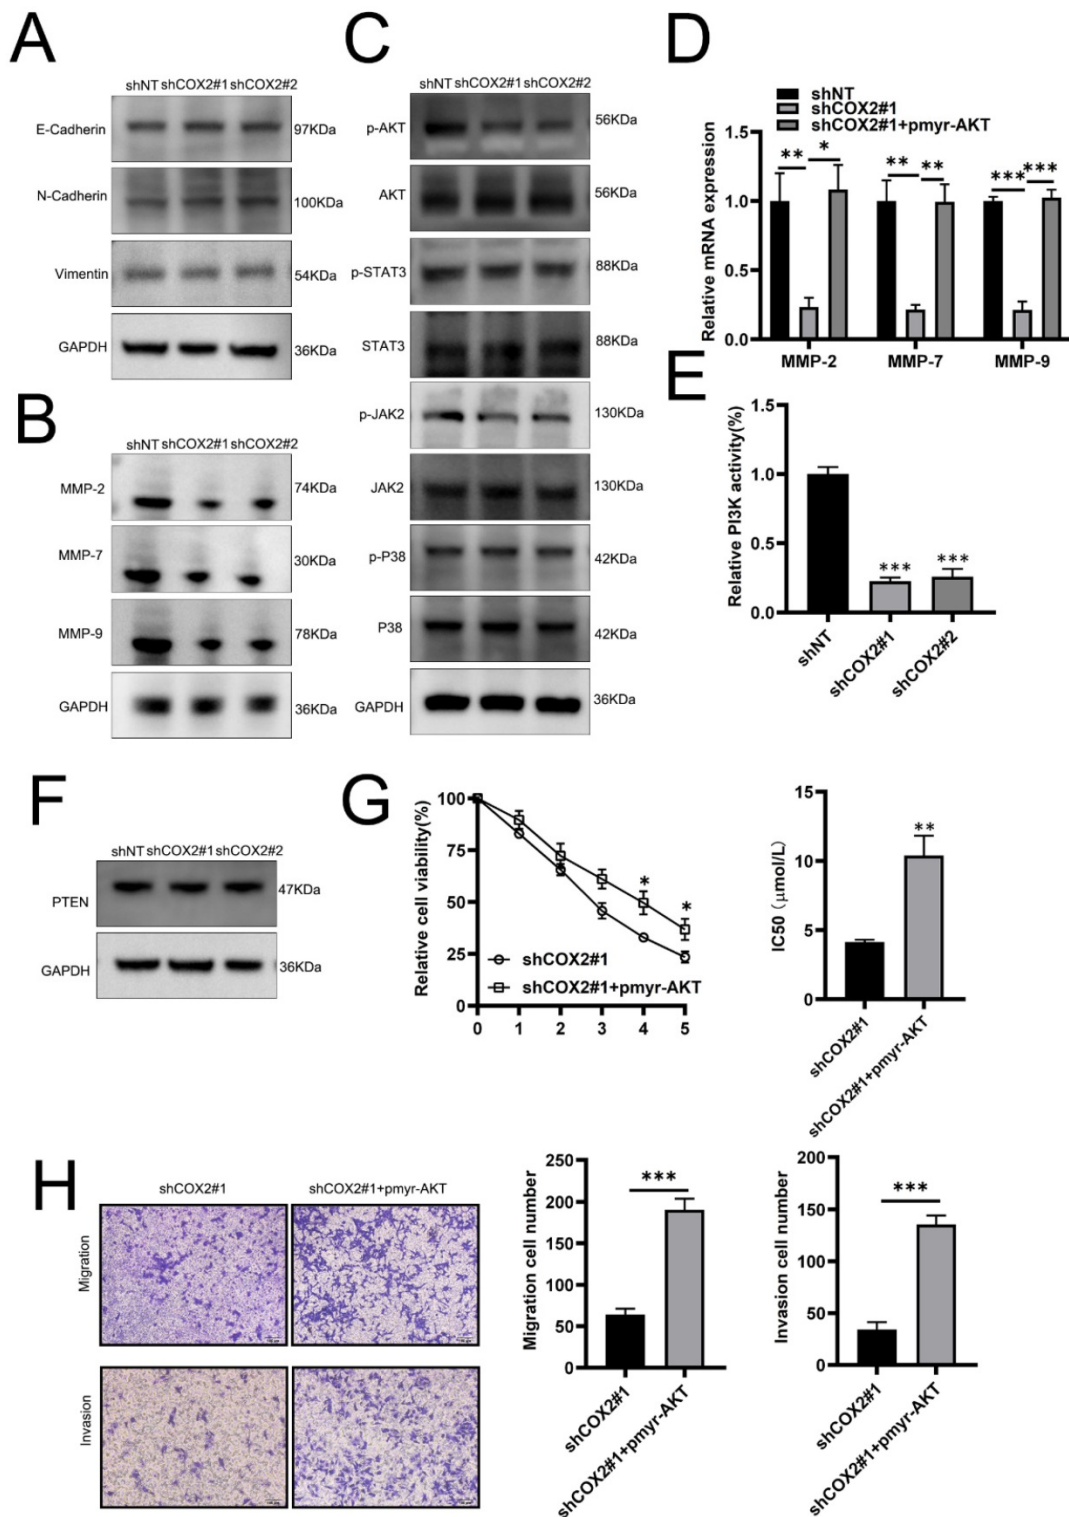 A
shNT shCOX2#1 shCOX2#2
E-Cadherin 97KDa
N-Cadherin 100KDa
Vimentin 54KDa
GAPDH 36KDa
B
shNT shCOX2#1 shCOX2#2
MMP-2 74KDa
MMP-7 30KDa
MMP-9 78KDa
GAPDH 36KDa
C
shNT shCOX2#1 shCOX2#2
p-AKT 56KDa
AKT 56KDa
p-STAT3 88KDa
STAT3 88KDa
p-JAK2 130KDa
JAK2 130KDa
p-P38 42KDa
P38 42KDa
GAPDH 36KDa
D
shNT
shCOX2#1
shCOX2#1+pmyr-AKT
Relative mRNA expression
1.5
1.0
0.5
0.0
** * ** ** *** ***
MMP-2 MMP-7 MMP-9
E
Relative PI3K activity(%)
1.5
1.0
0.5
0.0
*** ***
shNT shCOX2#1 shCOX2#2
F
shNT shCOX2#1 shCOX2#2
PTEN 47KDa
GAPDH 36KDa
G
Relative cell viability(%)
100
75
50
25
0
* *
shCOX2#1
shCOX2#1+pmyr-AKT
0 1 2 3 4 5
IC50 (μmol/L)
15
10
5
0
**
shCOX2#1 shCOX2#1+pmyr-AKT
H
shCOX2#1 shCOX2#1+pmyr-AKT
Migration
Invasion
Migration cell number
250
200
150
100
50
0
***
shCOX2#1 shCOX2#1+pmyr-AKT
Invasion cell number
200
150
100
50
0
***
shCOX2#1 shCOX2#1+pmyr-AKT